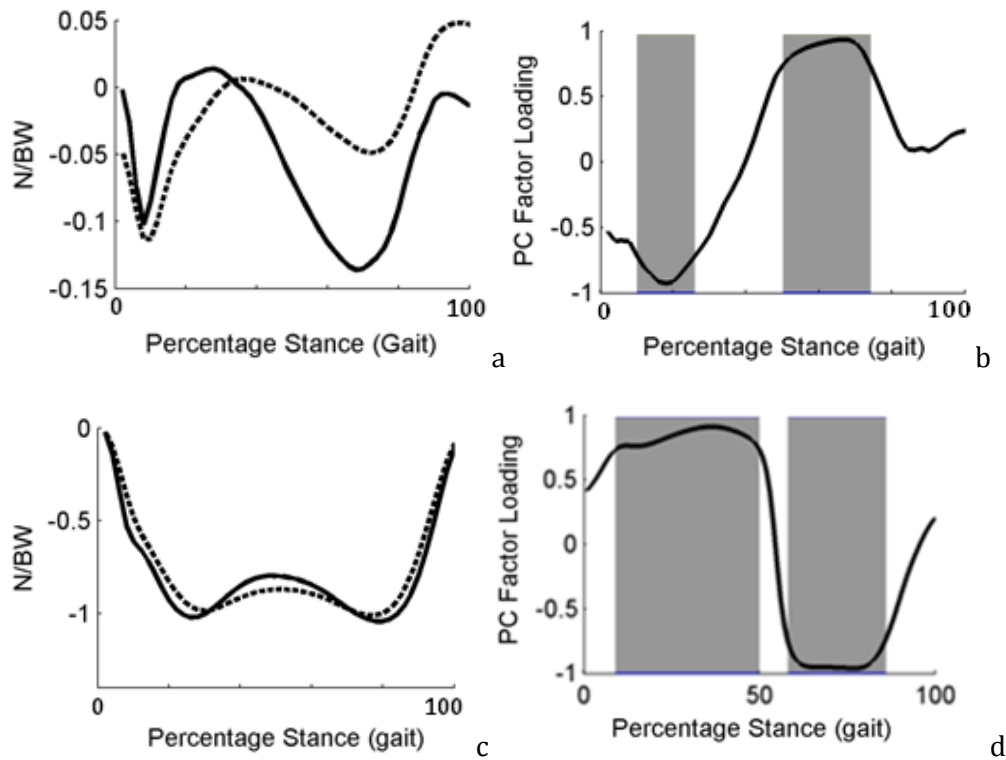 0.05
0
-0.05
-0.1
-0.15
N/BW
0
100
Percentage Stance (Gait)
a
1
0.5
0
-0.5
-1
PC Factor Loading
0
100
Percentage Stance (gait)
b
0
-0.5
-1
N/BW
0
100
Percentage Stance (gait)
c
1
0.5
0
-0.5
-1
PC Factor Loading
0
50
100
Percentage Stance (gait)
d